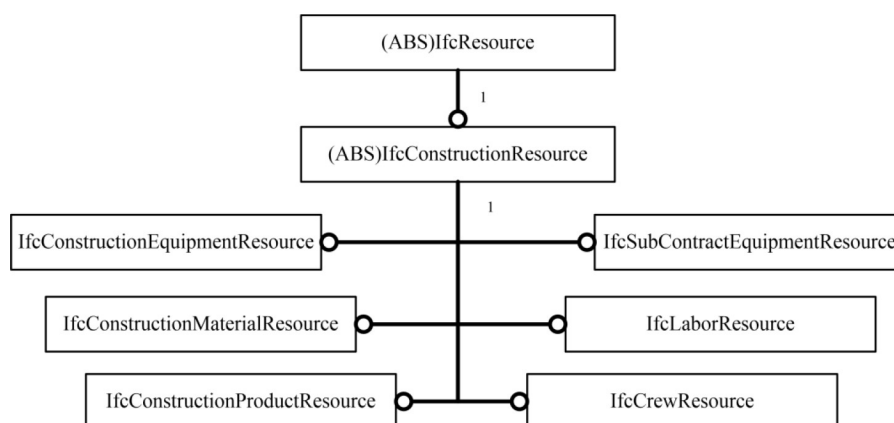 (ABS)IfcResource
1
(ABS)IfcConstructionResource
1
IfcConstructionEquipmentResource
IfcSubContractEquipmentResource
IfcConstructionMaterialResource
IfcLaborResource
IfcConstructionProductResource
IfcCrewResource